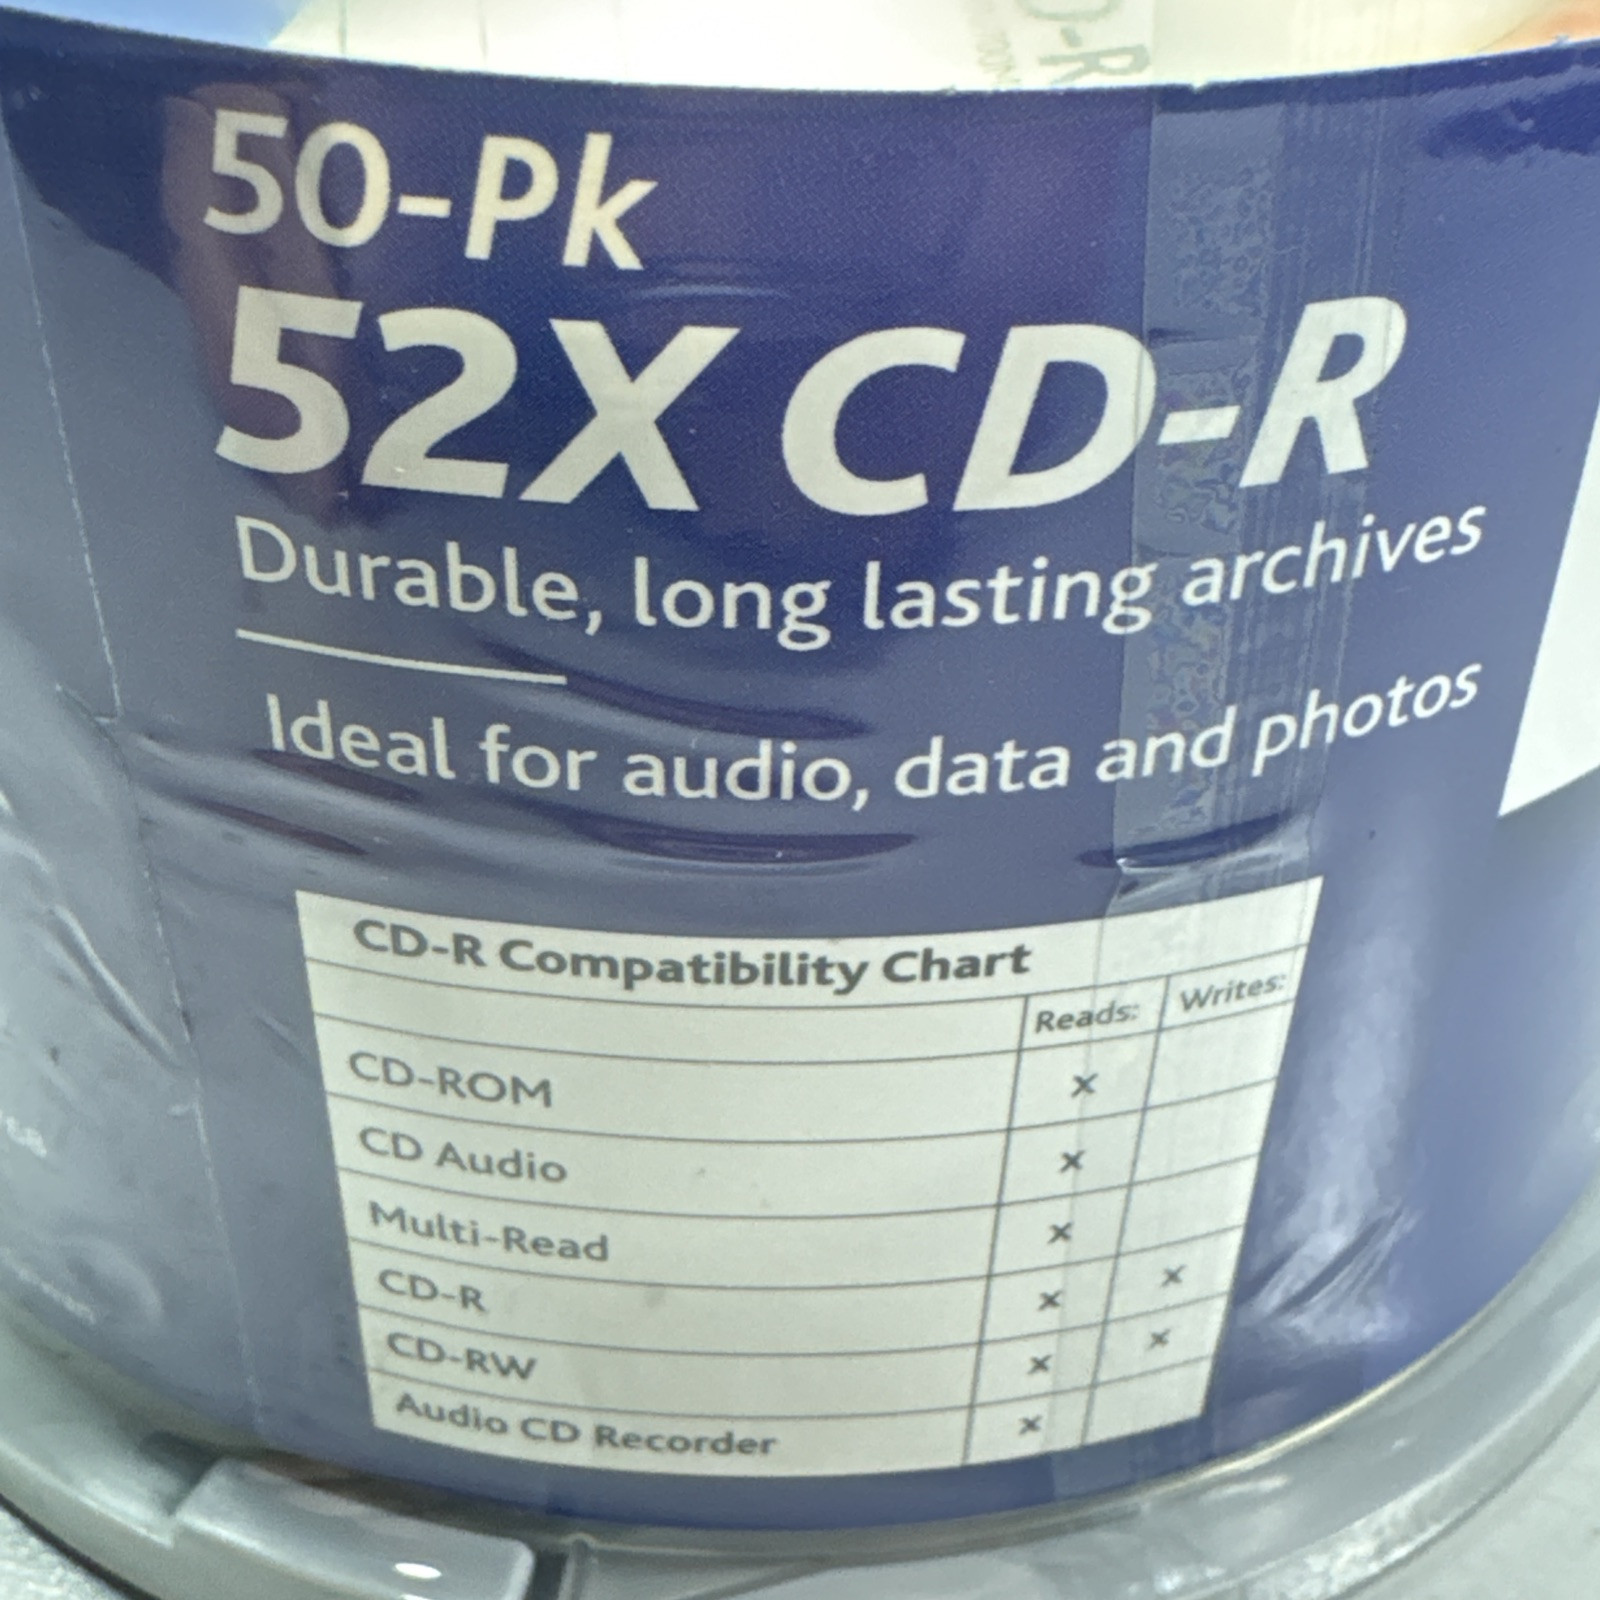 50-Pk
52X CD-R
Durable, long lasting archives
Ideal for audio, data and photos
CD-R Compatibility Chart
Reads: Writes:
CD-ROM x
CD Audio x
Multi-Read x
CD-R x x
CD-RW x x
Audio CD Recorder x